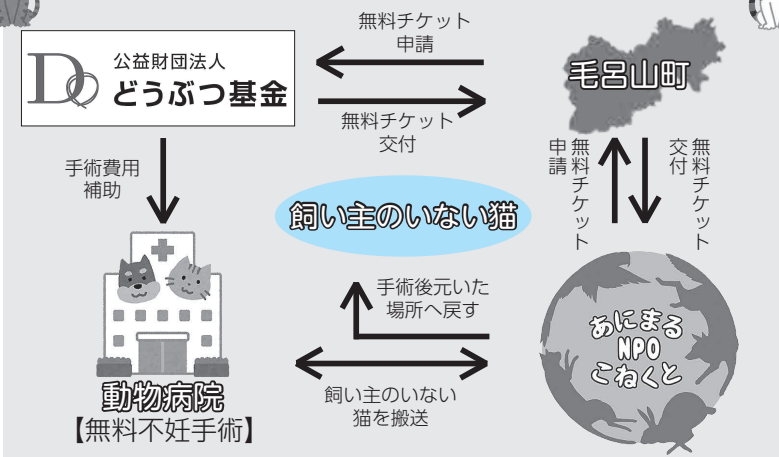 公益財団法人
どうぶつ基金
無料チケット
申請
無料チケット
交付
毛呂山町
手術費用
補助
無料チケット
申請
無料チケット
交付
飼い主のいない猫
手術後元いた
場所へ戻す
あにまる
NPO
こねくと
飼い主のいない
猫を搬送
動物病院
【無料不妊手術】